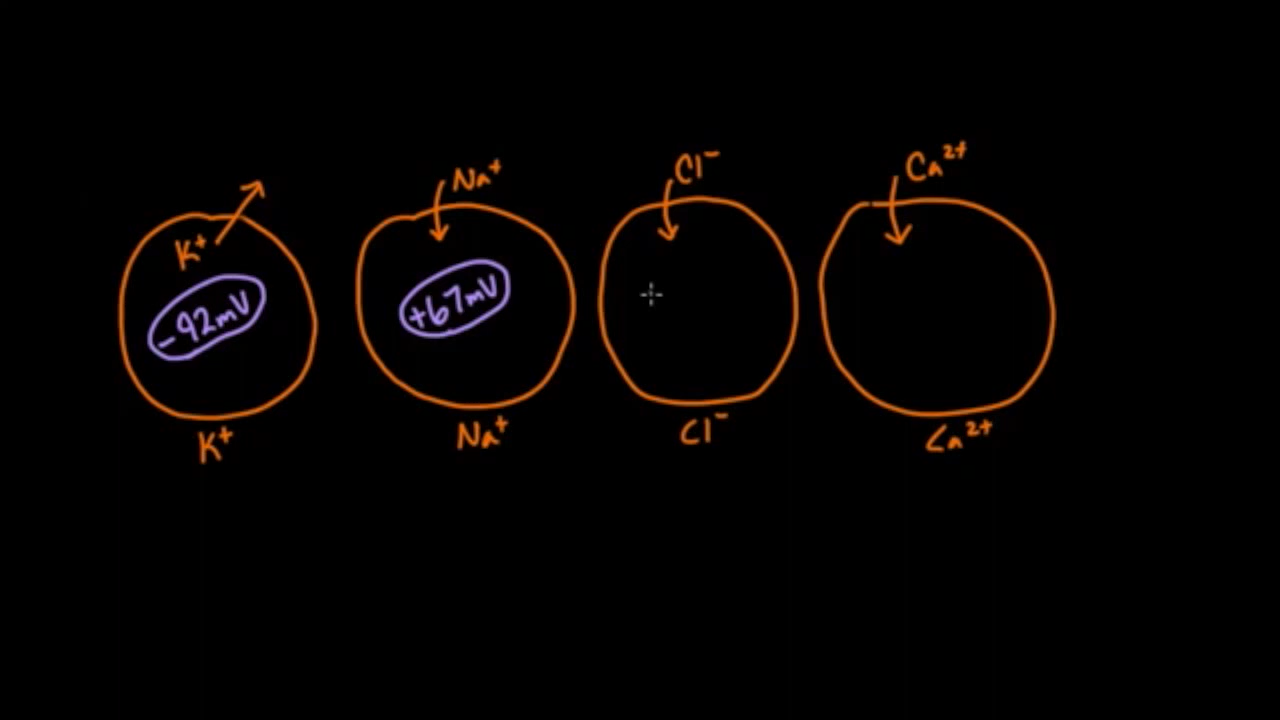 Na⁺
Cl⁻
Ca²⁺
K⁺
-92mV
+67mV
K⁺
Na⁺
Cl⁻
Ca²⁺